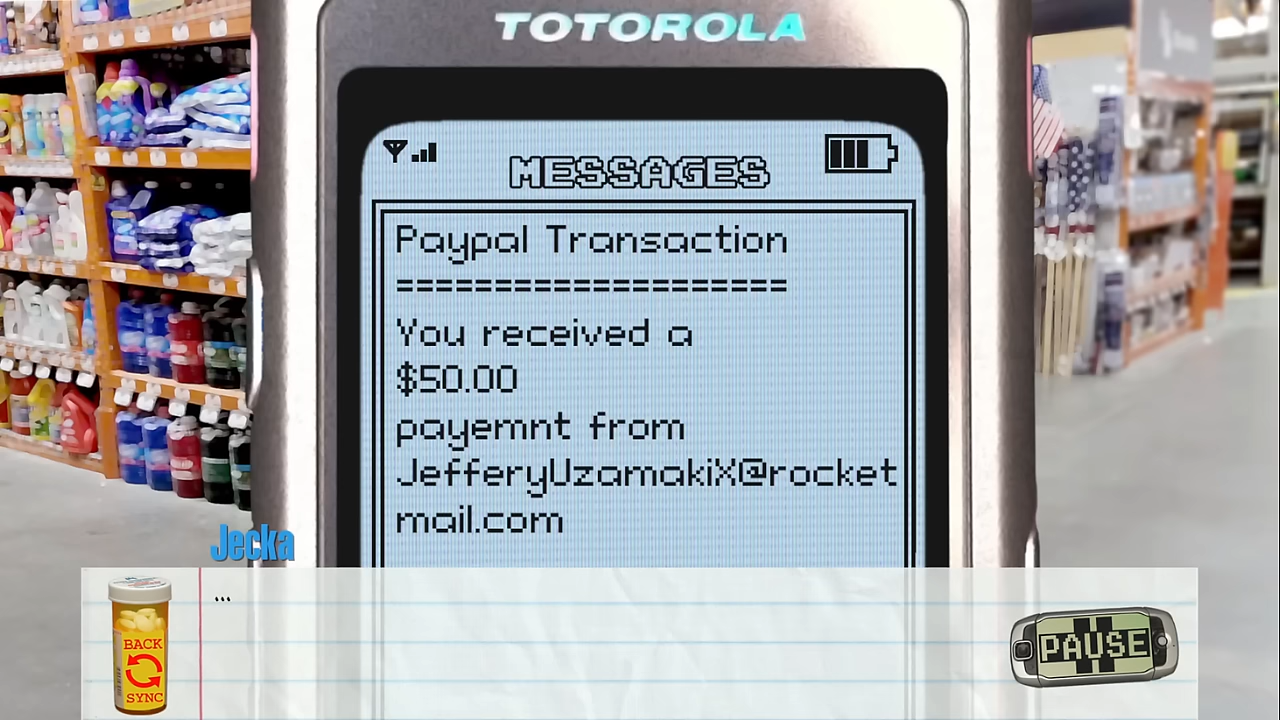 TOTOROLA
MESSAGES
Paypal Transaction
====================
You received a
$50.00
payemnt from
JefferyUzamakiX@rocket
mail.com
Jecka
...
BACK
SYNC
PAUSE